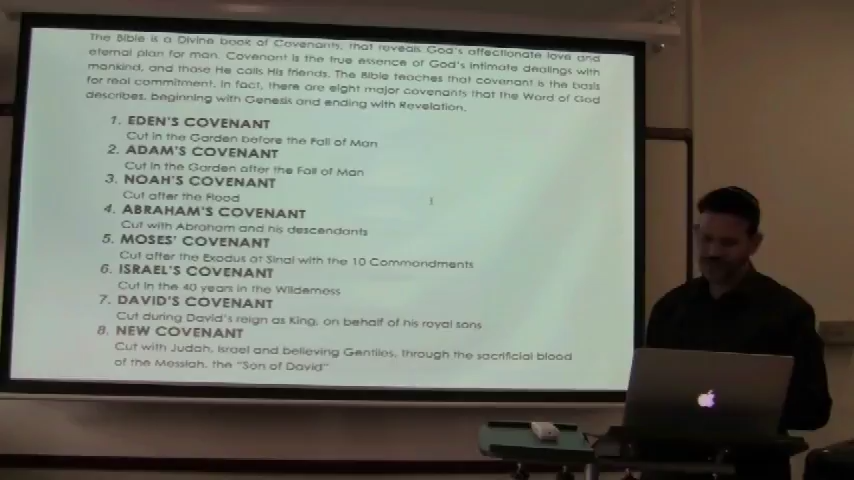 The Bible is a Divine book of Covenants, that reveals God's affectionate love and
eternal plan for man. Covenant is the true essence of God's intimate dealings with
mankind, and those He calls His friends. The Bible teaches that covenant is the basis
for real commitment. In fact, there are eight major covenants that the Word of God
describes, beginning with Genesis and ending with Revelation.
1. EDEN'S COVENANT
Cut in the Garden before the Fall of Man
2. ADAM'S COVENANT
Cut in the Garden after the Fall of Man
3. NOAH'S COVENANT
Cut after the Flood
4. ABRAHAM'S COVENANT
Cut with Abraham and his descendants
5. MOSES' COVENANT
Cut after the Exodus at Sinai with the 10 Commandments
6. ISRAEL'S COVENANT
Cut in the 40 years in the Wilderness
7. DAVID'S COVENANT
Cut during David's reign as King, on behalf of his royal sons
8. NEW COVENANT
Cut with Judah, Israel and believing Gentiles, through the sacrificial blood
of the Messiah, the "Son of David"